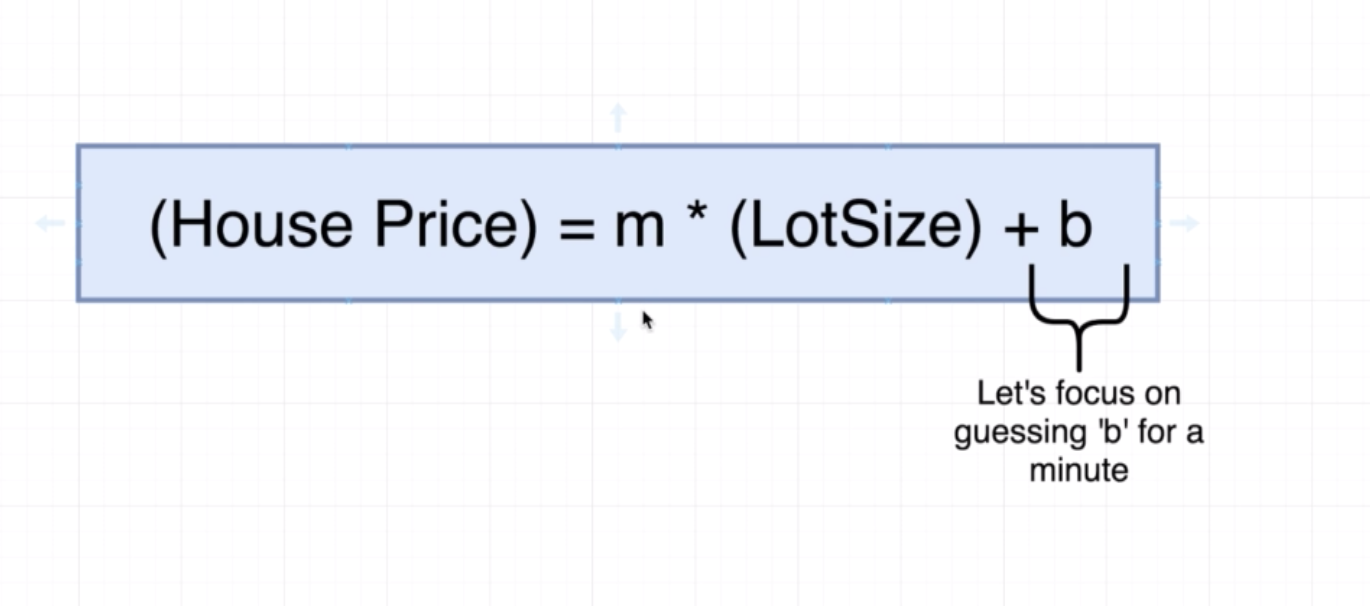 (House Price) = m * (LotSize) + b
Let's focus on
guessing 'b' for a
minute